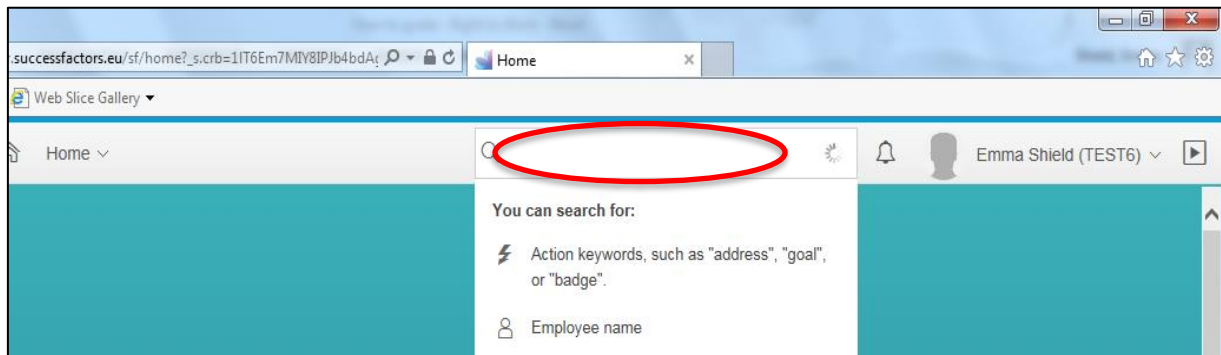 .successfactors.eu/sf/home?_s.crb=1IT6Em7MIY8IPJb4bdA
Home
Web Slice Gallery
Home
Emma Shield (TEST6)
You can search for:
Action keywords, such as "address", "goal",
or "badge".
Employee name